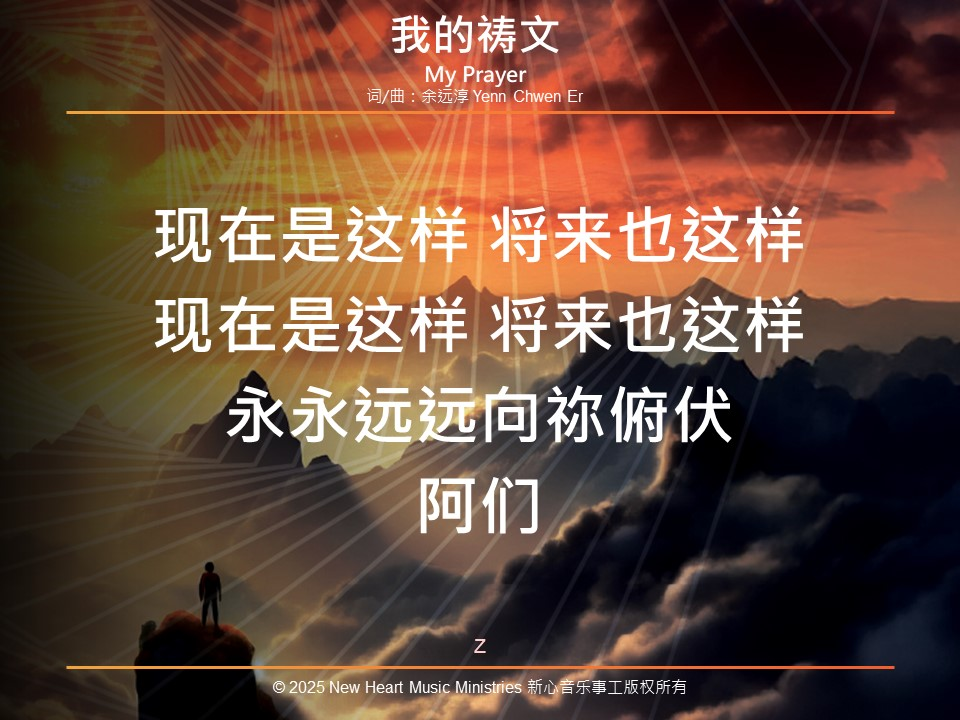 我的祷文
My Prayer
词/曲：余远淳 Yenn Chwen Er
现在是这样 将来也这样
现在是这样 将来也这样
永永远远向祢俯伏
阿们
Z
© 2025 New Heart Music Ministries 新心音乐事工版权所有